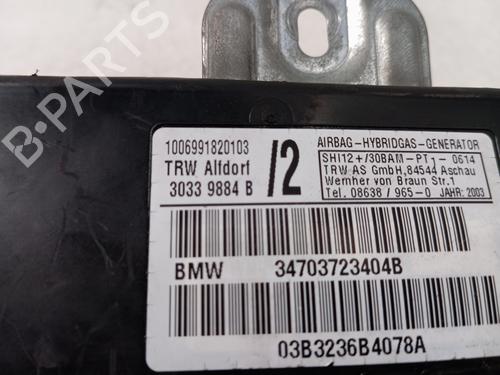 1006991820103
TRW Alfdorf
3033 9884 B
/2
AIRBAG-HYBRIDGAS-GENERATOR
SHI12+/30BAM-PT1-0614
TRW AS GmbH,84544 Aschau
Wernher von Braun Str.1
Tel. 08638/965-0 JAHR: 2003
BMW 34703723404B
03B3236B4078A
B-PARTS